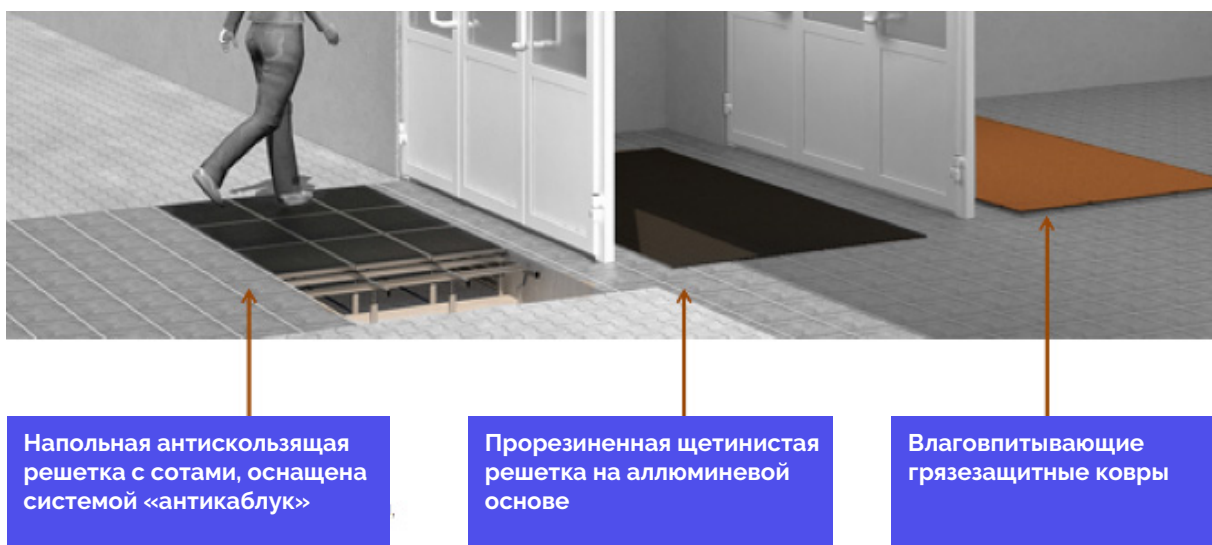 Напольная антискользящая
решетка с сотами, оснащена
системой «антикаблук»
Прорезиненная щетинистая
решетка на аллюминевой
основе
Влаговпитывающие
грязезащитные ковры